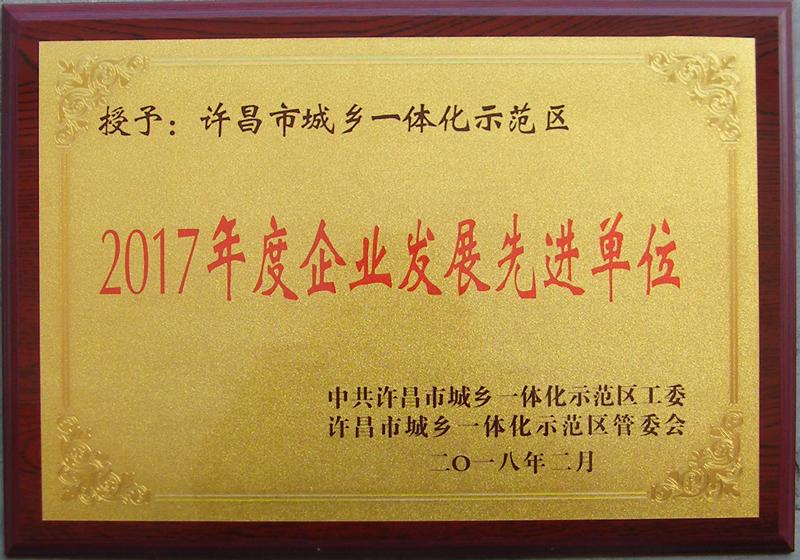 授予：许昌市城乡一体化示范区
2017年度企业发展先进单位
中共许昌市城乡一体化示范区工委
许昌市城乡一体化示范区管委会
二〇一八年二月